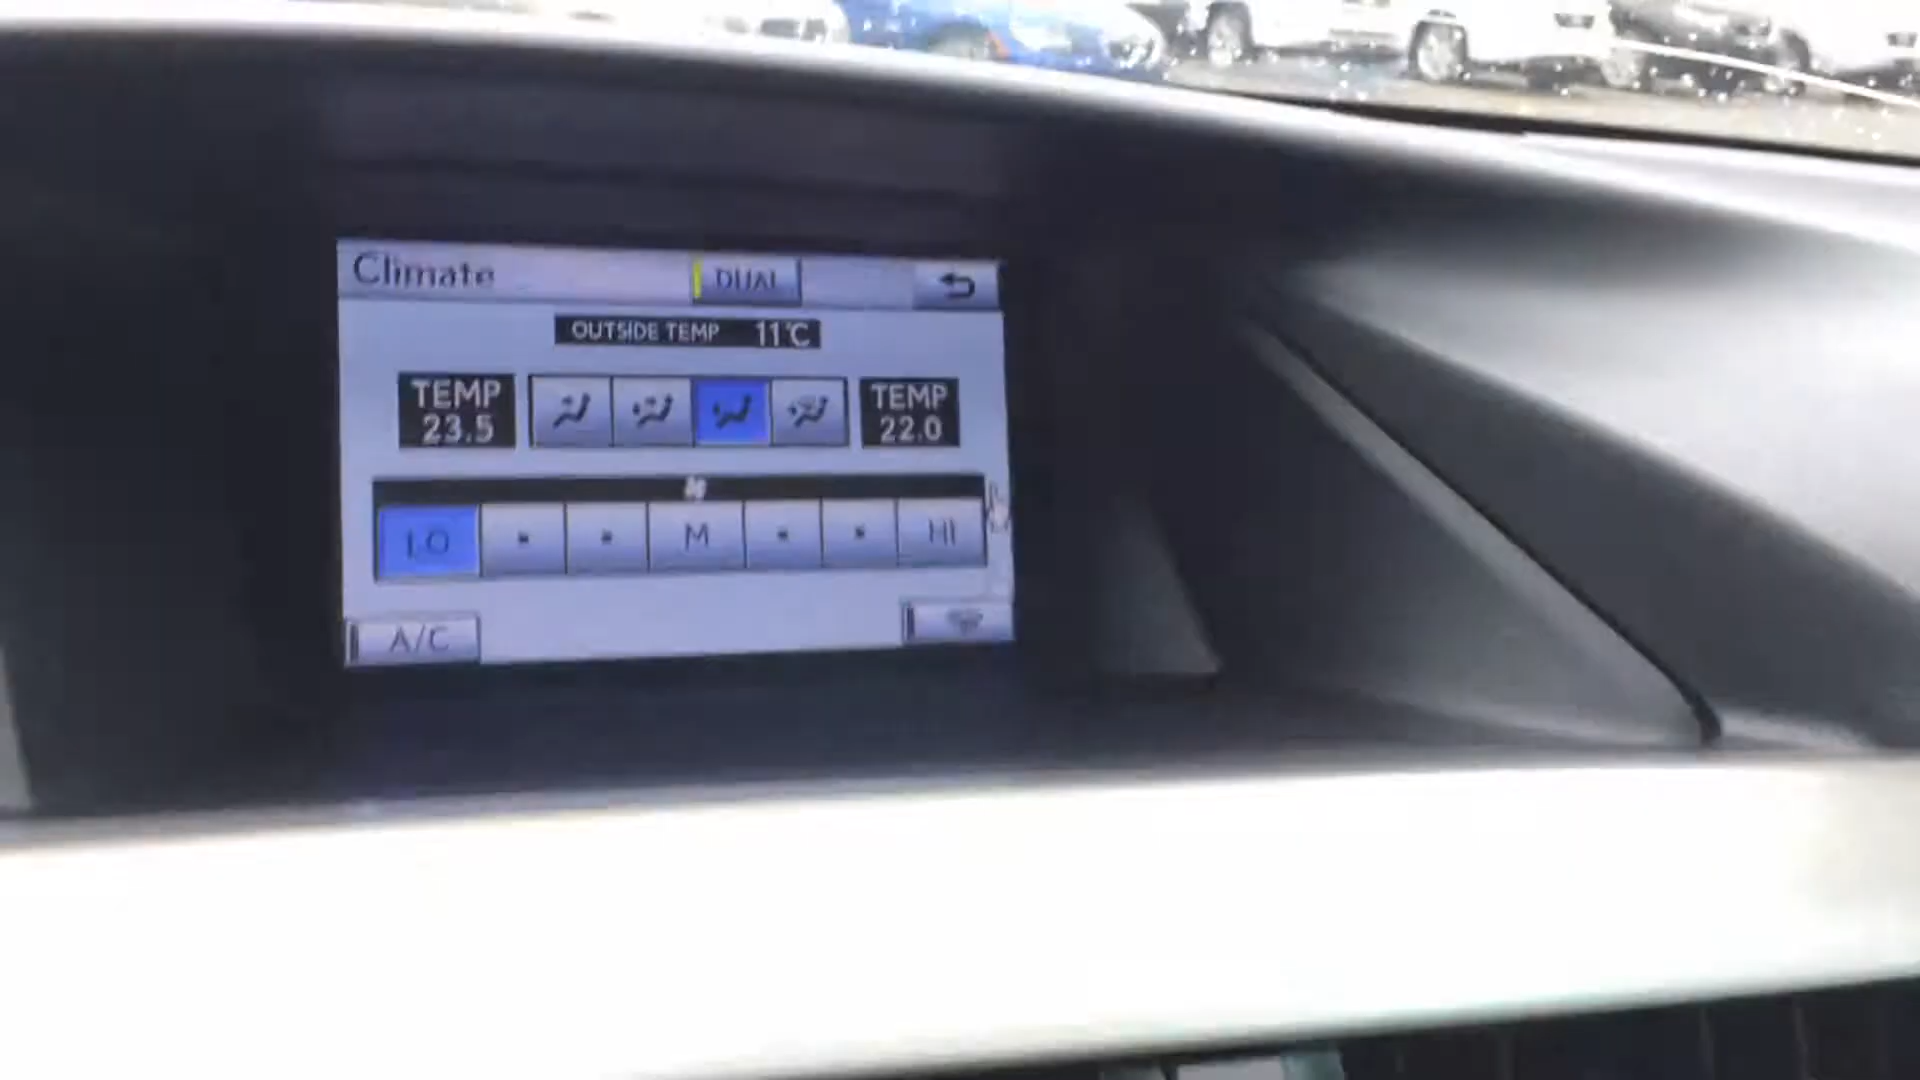 Climate DUAL
OUTSIDE TEMP 11°C
TEMP TEMP
23.5 22.0
LO M HI
A/C